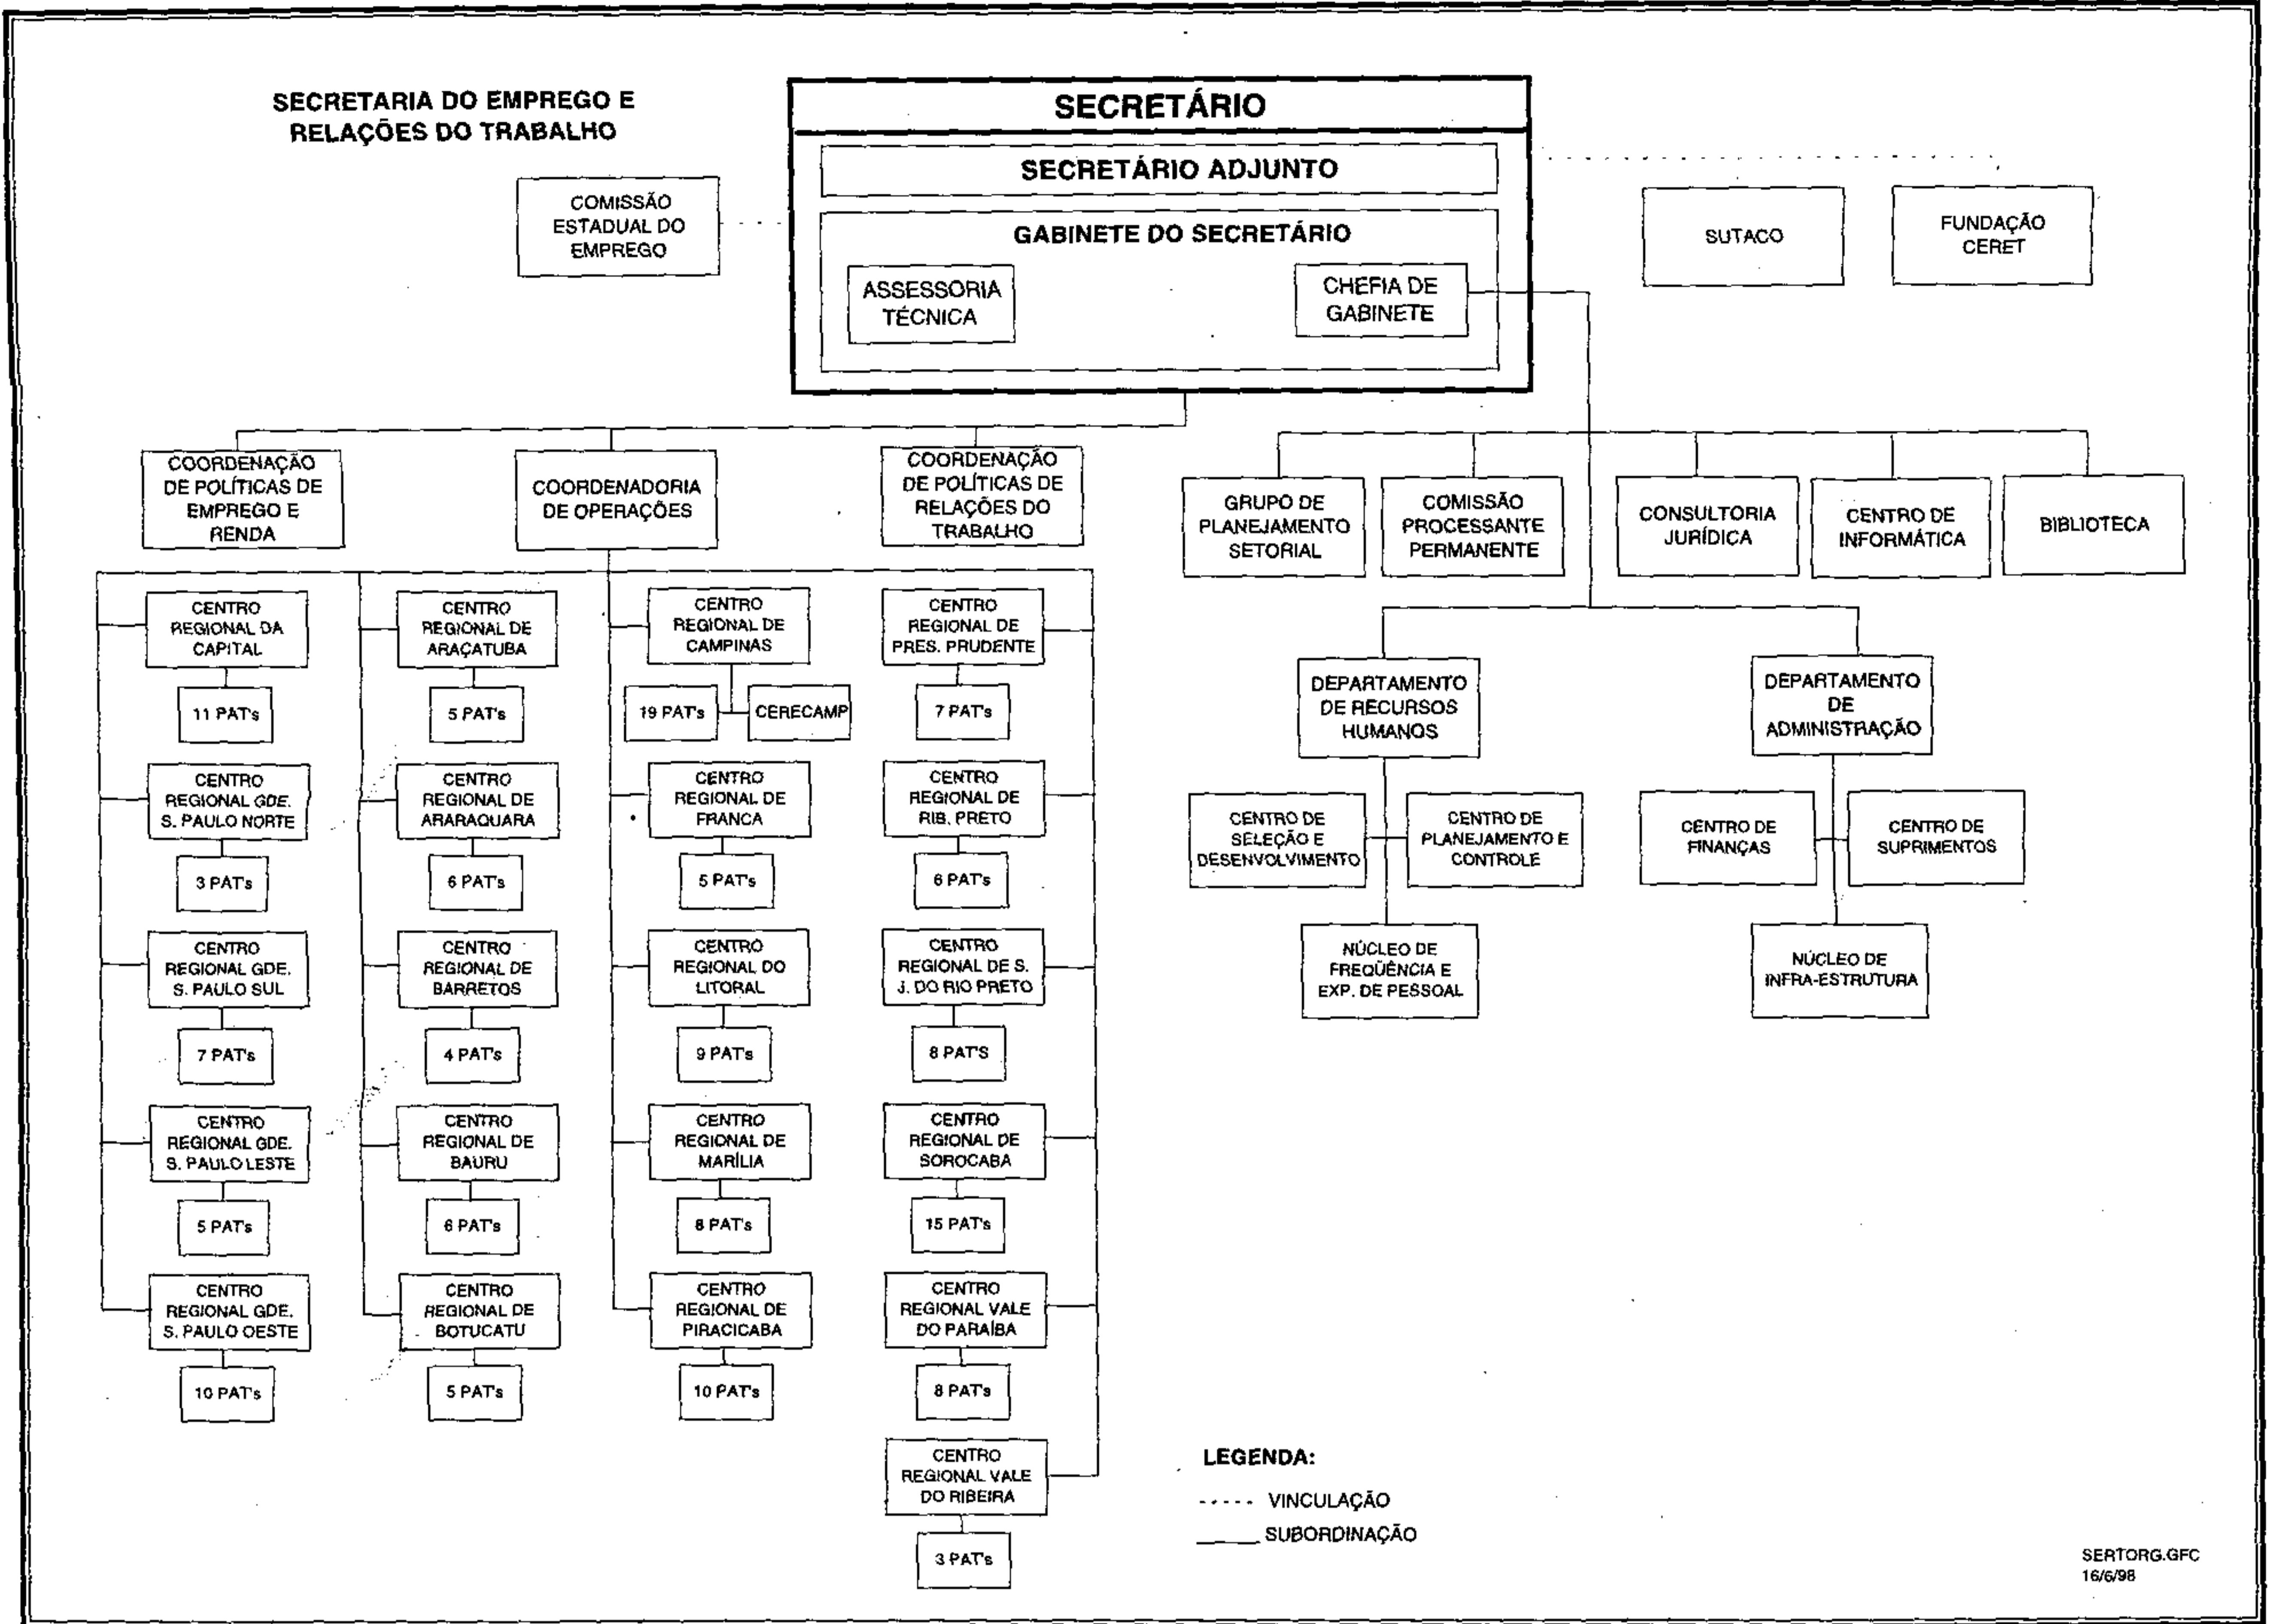 SECRETARIA DO EMPREGO E
RELAÇÕES DO TRABALHO
SECRETÁRIO
SECRETÁRIO ADJUNTO
GABINETE DO SECRETÁRIO
ASSESSORIA
TÉCNICA
CHEFIA DE
GABINETE
COMISSÃO
ESTADUAL DO
EMPREGO
SUTACO
FUNDAÇÃO
CERET
COORDENAÇÃO
DE POLÍTICAS DE
EMPREGO E
RENDA
COORDENADORIA
DE OPERAÇÕES
COORDENAÇÃO
DE POLÍTICAS DE
RELAÇÕES DO
TRABALHO
GRUPO DE
PLANEJAMENTO
SETORIAL
COMISSÃO
PROCESSANTE
PERMANENTE
CONSULTORIA
JURÍDICA
CENTRO DE
INFORMÁTICA
BIBLIOTECA
CENTRO
REGIONAL DA
CAPITAL
11 PAT's
CENTRO
REGIONAL GDE.
S. PAULO NORTE
3 PAT's
CENTRO
REGIONAL GDE.
S. PAULO SUL
7 PAT's
CENTRO
REGIONAL GDE.
S. PAULO LESTE
5 PAT's
CENTRO
REGIONAL GDE.
S. PAULO OESTE
10 PAT's
CENTRO
REGIONAL DE
ARAÇATUBA
5 PAT's
CENTRO
REGIONAL DE
ARARAQUARA
6 PAT's
CENTRO
REGIONAL DE
BARRETOS
4 PAT's
CENTRO
REGIONAL DE
BAURU
6 PAT's
CENTRO
REGIONAL DE
BOTUCATU
5 PAT's
CENTRO
REGIONAL DE
CAMPINAS
19 PAT's
CERECAMP
CENTRO
REGIONAL DE
FRANCA
5 PAT's
CENTRO
REGIONAL DO
LITORAL
9 PAT's
CENTRO
REGIONAL DE
MARÍLIA
8 PAT's
CENTRO
REGIONAL DE
PIRACICABA
10 PAT's
CENTRO
REGIONAL DE
PRES. PRUDENTE
7 PAT's
CENTRO
REGIONAL DE
RIB. PRETO
6 PAT's
CENTRO
REGIONAL DE S.
J. DO RIO PRETO
8 PAT'S
CENTRO
REGIONAL DE
SOROCABA
15 PAT's
CENTRO
REGIONAL VALE
DO PARAÍBA
8 PAT's
CENTRO
REGIONAL VALE
DO RIBEIRA
3 PAT's
DEPARTAMENTO
DE RECURSOS
HUMANOS
CENTRO DE
SELEÇÃO E
DESENVOLVIMENTO
CENTRO DE
PLANEJAMENTO E
CONTROLE
NÚCLEO DE
FREQÜÊNCIA E
EXP. DE PESSOAL
DEPARTAMENTO
DE
ADMINISTRAÇÃO
CENTRO DE
FINANÇAS
CENTRO DE
SUPRIMENTOS
NÚCLEO DE
INFRA-ESTRUTURA
LEGENDA:
VINCULAÇÃO
SUBORDINAÇÃO
SERTORG.GFC
16/6/98